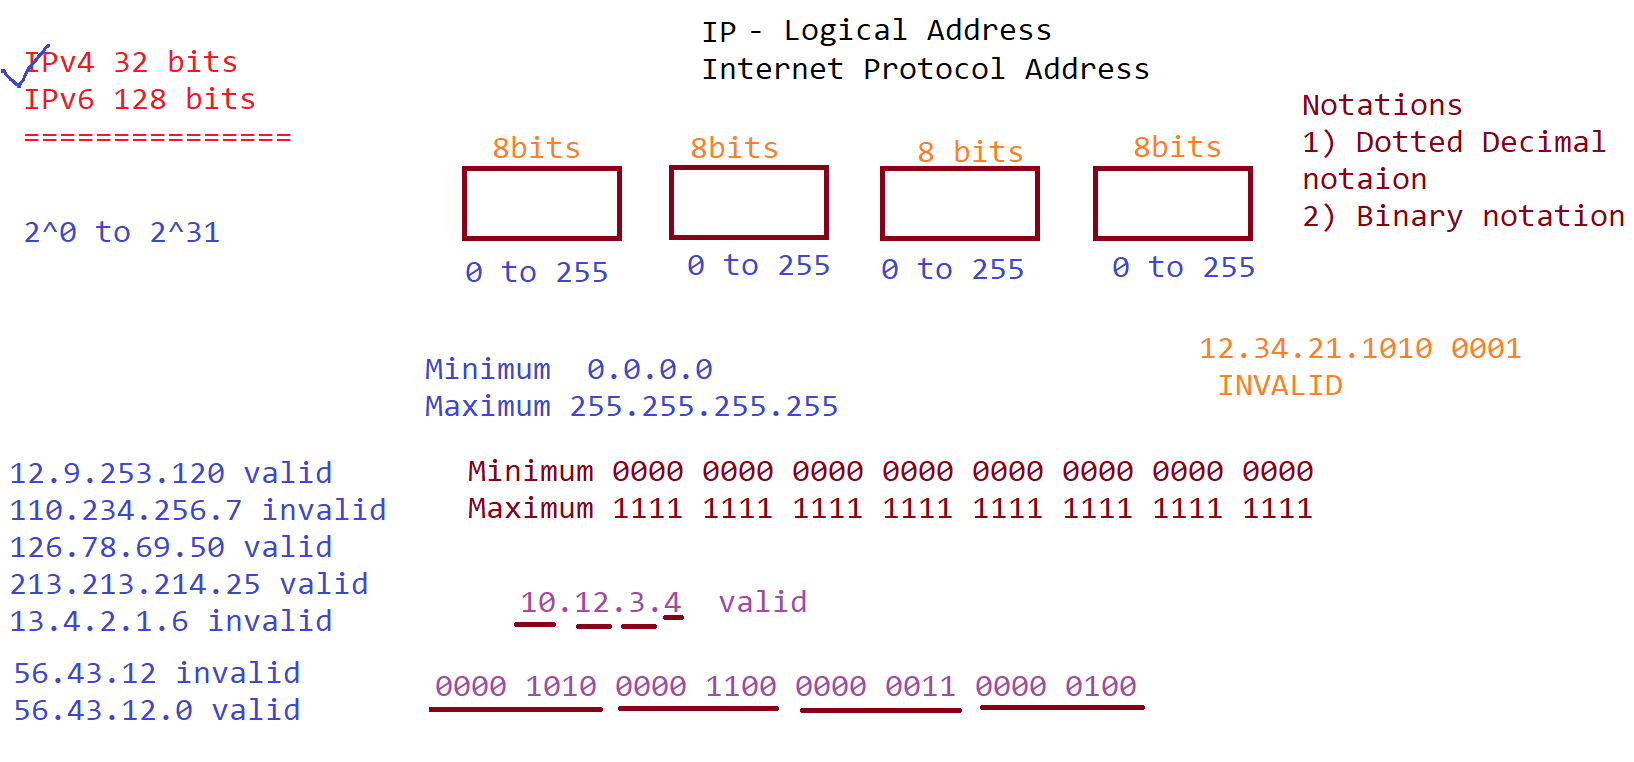 IP - Logical Address
Internet Protocol Address
IPv4 32 bits
IPv6 128 bits
===============
2^0 to 2^31
8bits
8bits
8 bits
8bits
0 to 255
0 to 255
0 to 255
0 to 255
Notations
1) Dotted Decimal
notaion
2) Binary notation
Minimum  0.0.0.0
Maximum 255.255.255.255
12.34.21.1010 0001
INVALID
Minimum 0000 0000 0000 0000 0000 0000 0000 0000
Maximum 1111 1111 1111 1111 1111 1111 1111 1111
12.9.253.120 valid
110.234.256.7 invalid
126.78.69.50 valid
213.213.214.25 valid
13.4.2.1.6 invalid
56.43.12 invalid
56.43.12.0 valid
10.12.3.4  valid
0000 1010 0000 1100 0000 0011 0000 0100